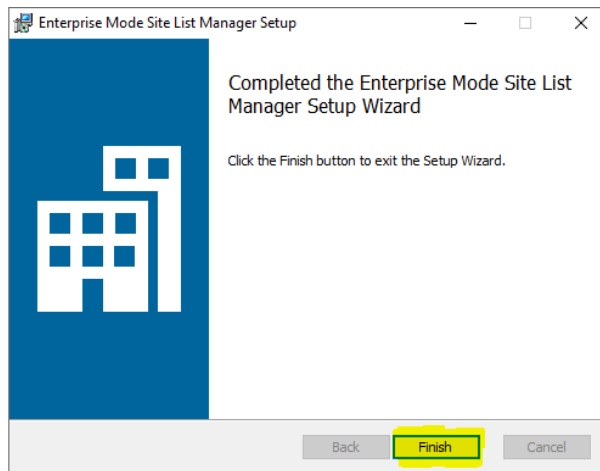 Enterprise Mode Site List Manager Setup
Completed the Enterprise Mode Site List
Manager Setup Wizard
Click the Finish button to exit the Setup Wizard.
Back
Finish
Cancel